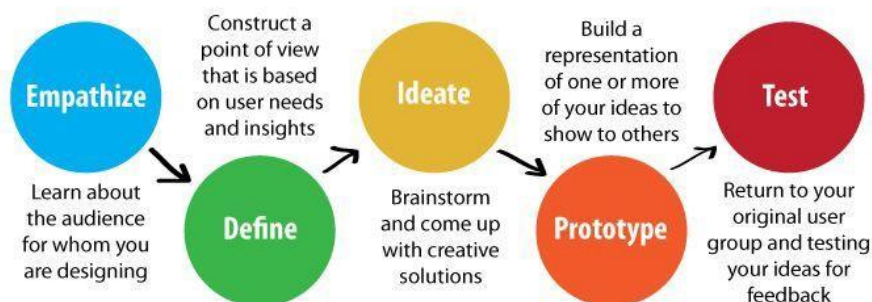 Empathize
Learn about
the audience
for whom you
are designing
Construct a
point of view
that is based
on user needs
and insights
Define
Ideate
Brainstorm
and come up
with creative
solutions
Build a
representation
of one or more
of your ideas to
show to others
Prototype
Test
Return to your
original user
group and testing
your ideas for
feedback